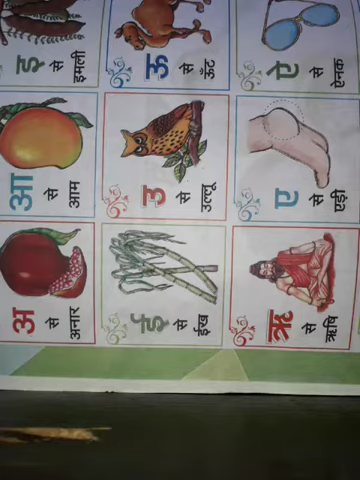 अ
से
अनार
आ
से
आम
इ
से
इमली
ई
से
ईख
उ
से
उल्लू
ऊ
से
ऊँट
ऋ
से
ऋषि
ए
से
एड़ी
ऐ
से
ऐनक